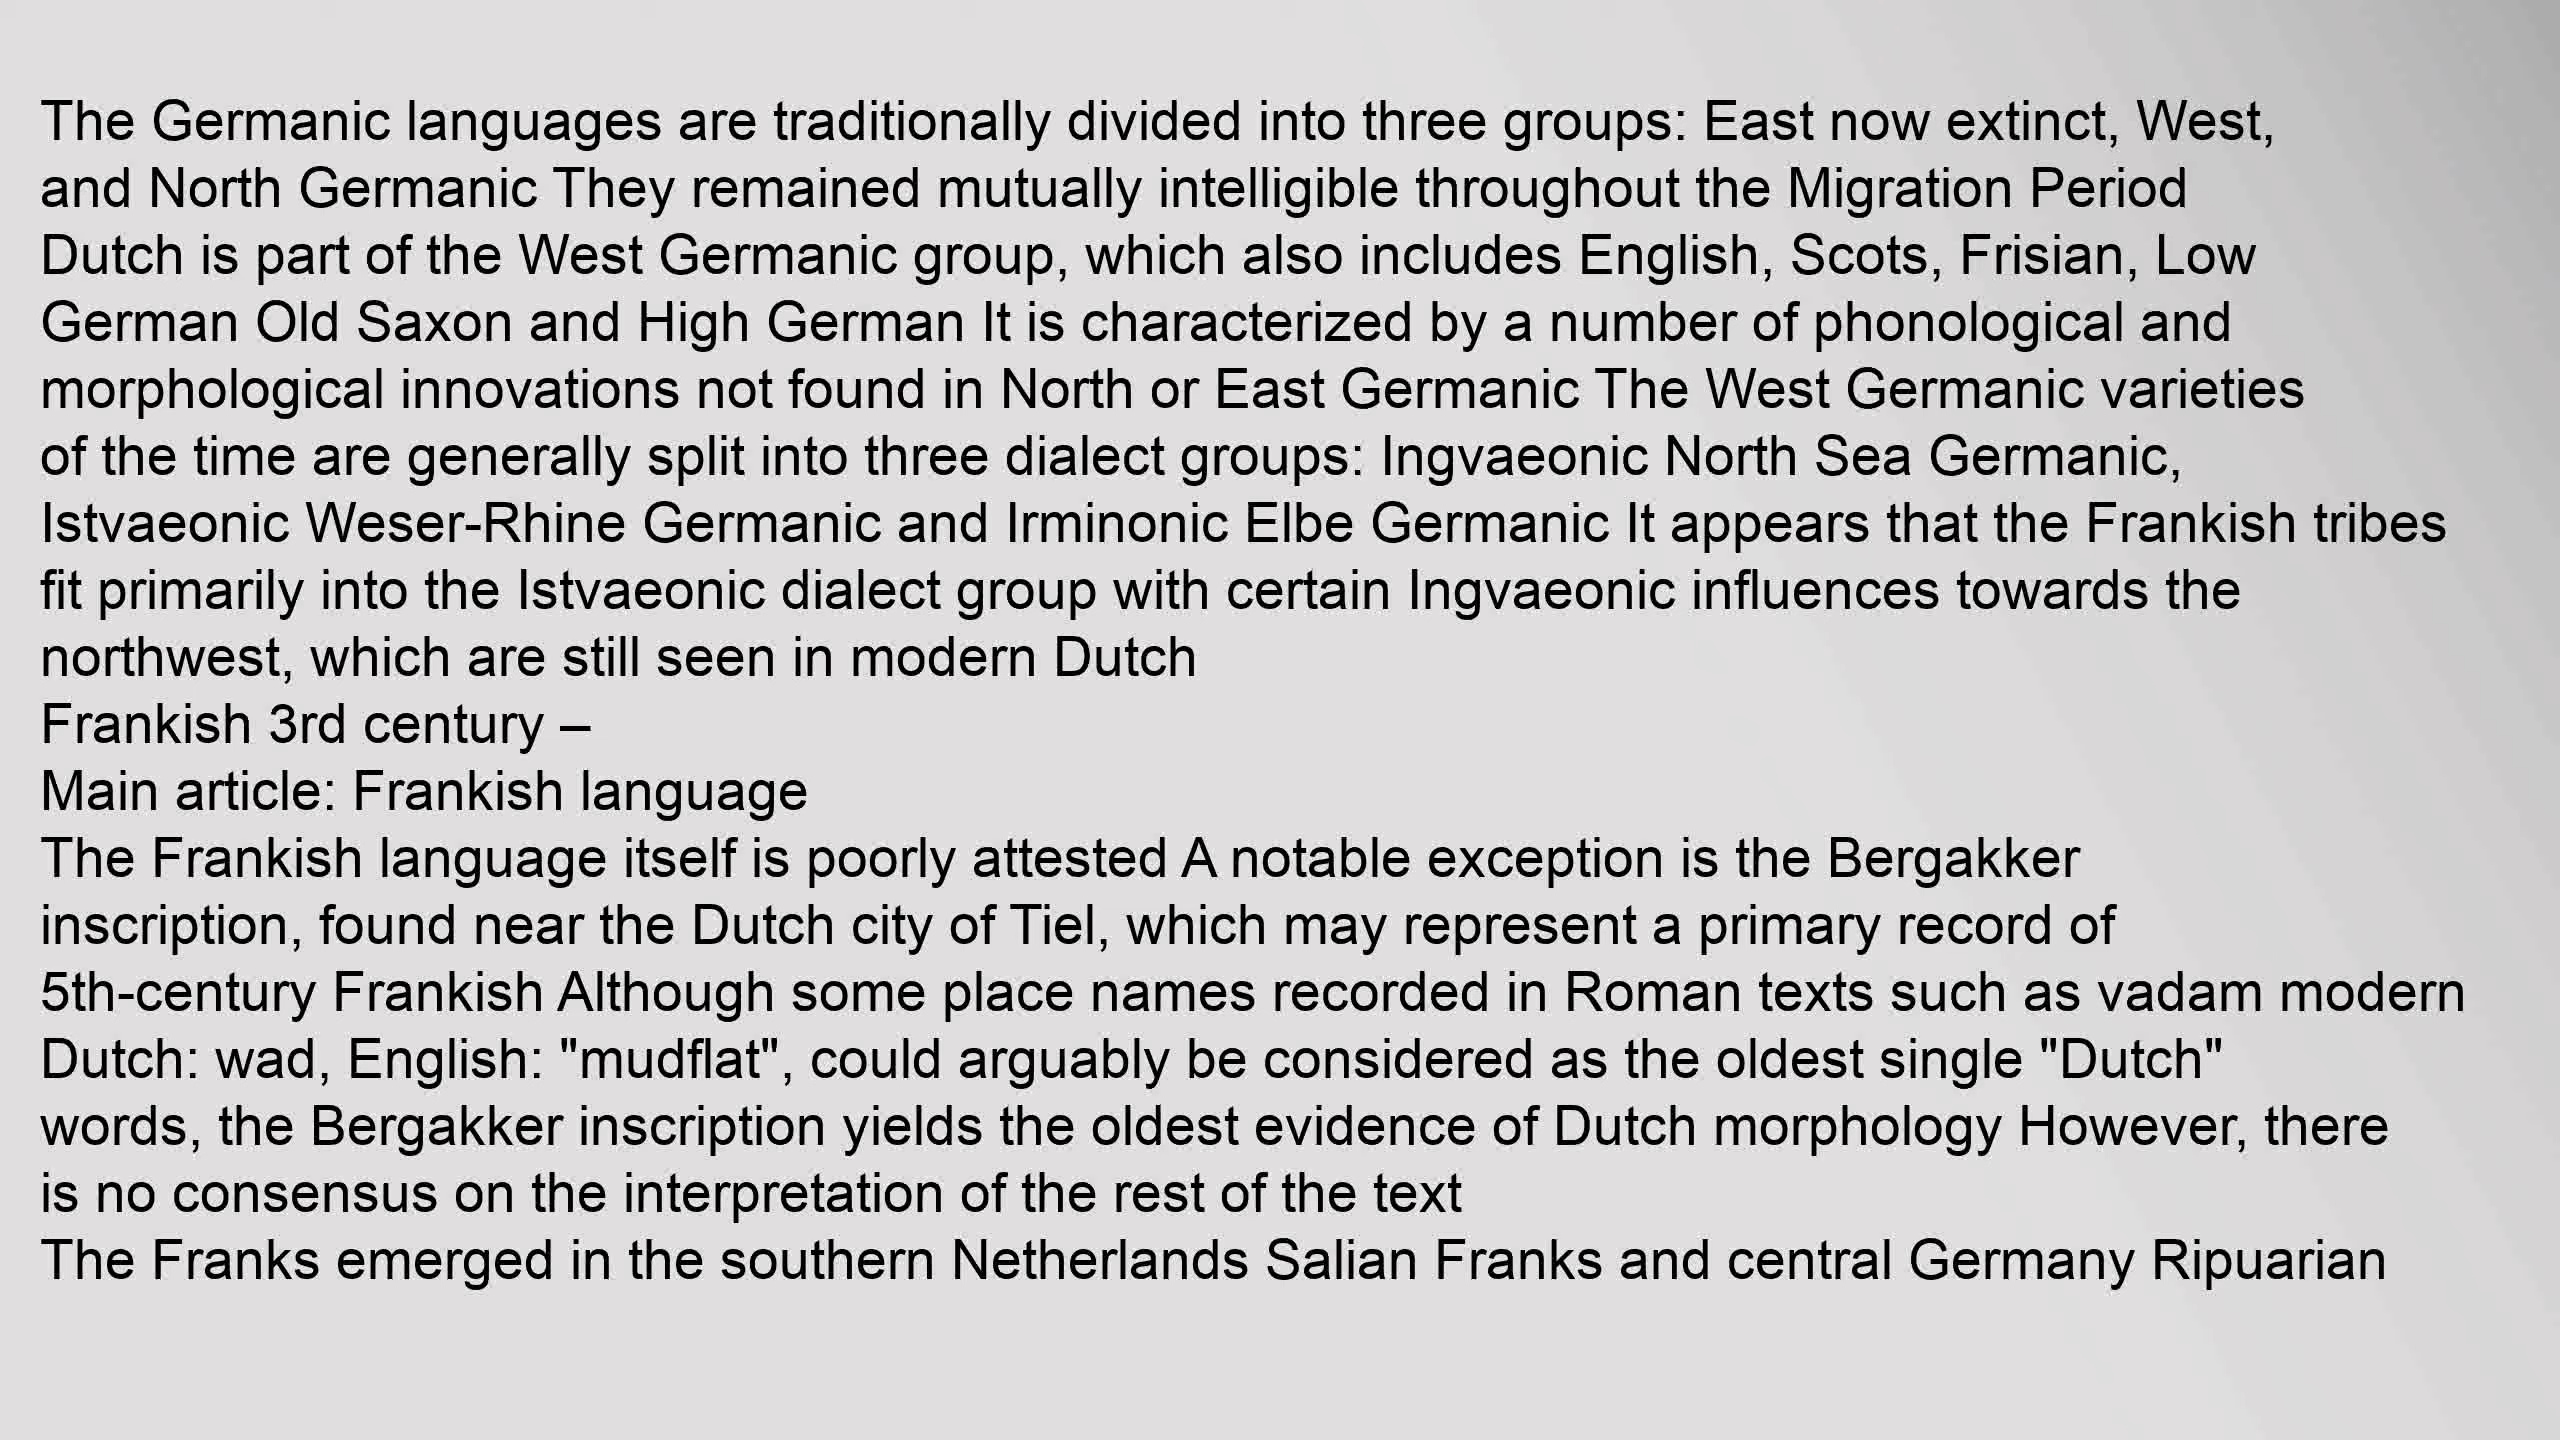 The Germanic languages are traditionally divided into three groups: East now extinct, West,
and North Germanic They remained mutually intelligible throughout the Migration Period
Dutch is part of the West Germanic group, which also includes English, Scots, Frisian, Low
German Old Saxon and High German It is characterized by a number of phonological and
morphological innovations not found in North or East Germanic The West Germanic varieties
of the time are generally split into three dialect groups: Ingvaeonic North Sea Germanic,
Istvaeonic Weser-Rhine Germanic and Irminonic Elbe Germanic It appears that the Frankish tribes
fit primarily into the Istvaeonic dialect group with certain Ingvaeonic influences towards the
northwest, which are still seen in modern Dutch
Frankish 3rd century –
Main article: Frankish language
The Frankish language itself is poorly attested A notable exception is the Bergakker
inscription, found near the Dutch city of Tiel, which may represent a primary record of
5th-century Frankish Although some place names recorded in Roman texts such as vadam modern
Dutch: wad, English: "mudflat", could arguably be considered as the oldest single "Dutch"
words, the Bergakker inscription yields the oldest evidence of Dutch morphology However, there
is no consensus on the interpretation of the rest of the text
The Franks emerged in the southern Netherlands Salian Franks and central Germany Ripuarian